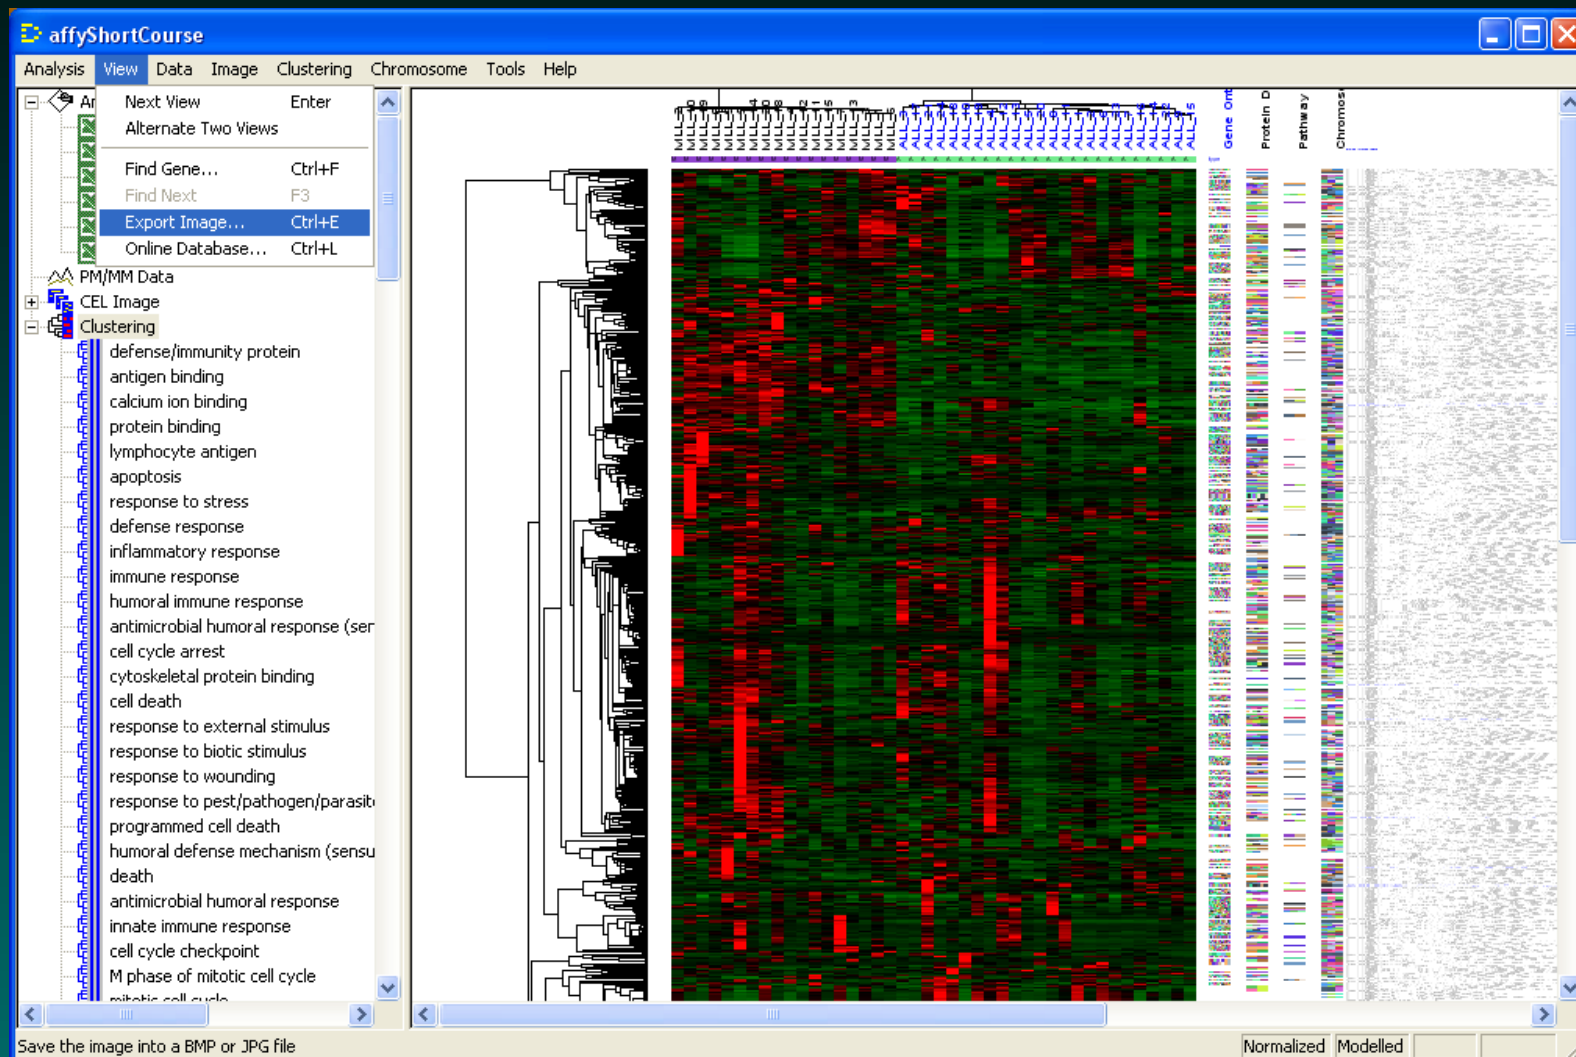 affyShortCourse
Analysis View Data Image Clustering Chromosome Tools Help
Next View Enter
Alternate Two Views
Find Gene... Ctrl+F
Find Next F3
Export Image... Ctrl+E
Online Database... Ctrl+L
PM/MM Data
CEL Image
Clustering
defense/immunity protein
antigen binding
calcium ion binding
protein binding
lymphocyte antigen
apoptosis
response to stress
defense response
inflammatory response
immune response
humoral immune response
antimicrobial humoral response (ser
cell cycle arrest
cytoskeletal protein binding
cell death
response to external stimulus
response to biotic stimulus
response to wounding
response to pest/pathogen/parasit
programmed cell death
humoral defense mechanism (sensu
death
antimicrobial humoral response
innate immune response
cell cycle checkpoint
M phase of mitotic cell cycle
mitotic cell cycle
Gene Ont
Protein D
Pathway
Chromos
Save the image into a BMP or JPG file
Normalized Modelled